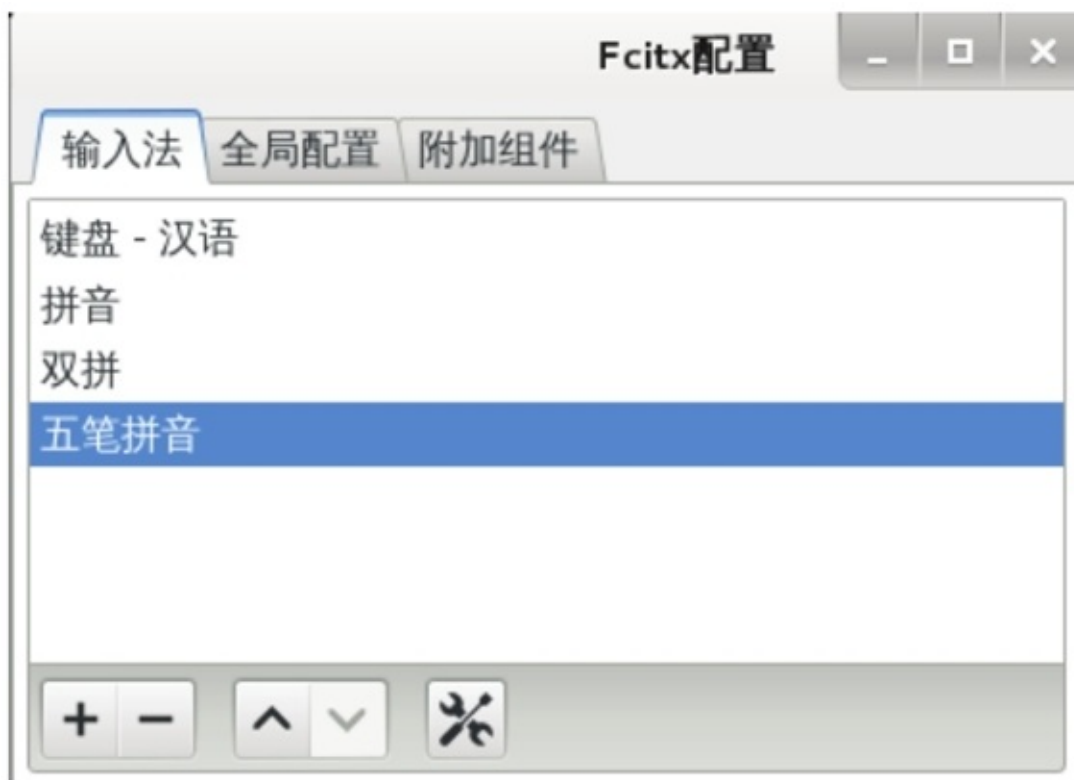 Fcitx配置
输入法 全局配置 附加组件
键盘 - 汉语
拼音
双拼
五笔拼音